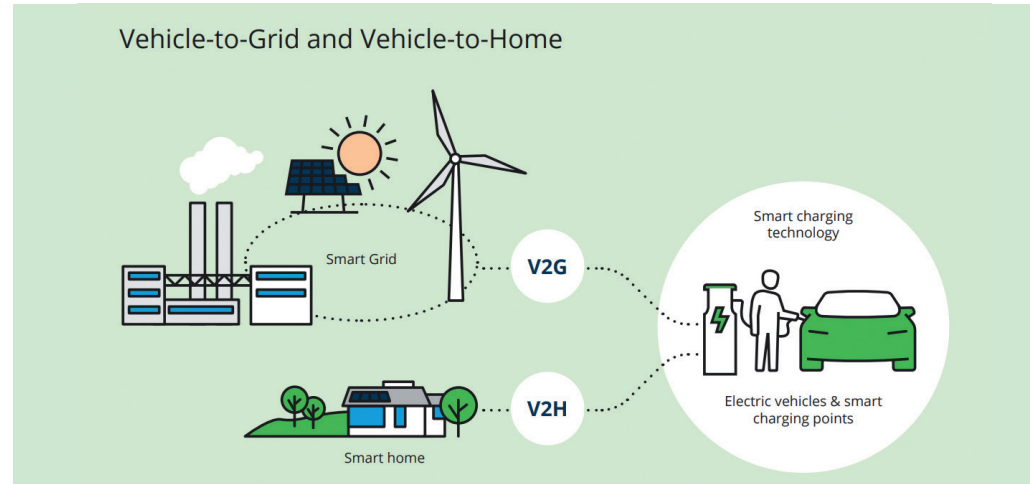 Vehicle-to-Grid and Vehicle-to-Home
Smart Grid
V2G
Smart charging
technology
Electric vehicles & smart
charging points
V2H
Smart home